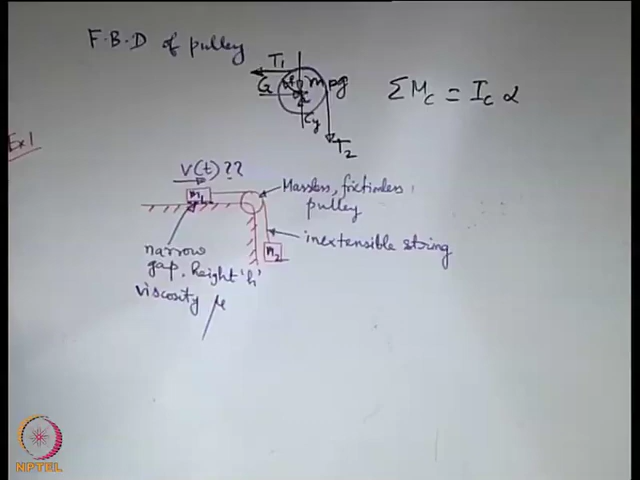 F.B.D of pulley
T₁
mpg
Cy
T₂
ΣMc = Ic α
Ex1
V(t)??
m₁
Massless, frictionless
pulley
inextensible string
m₂
narrow
gap, height 'h'
viscosity μ
NPTEL